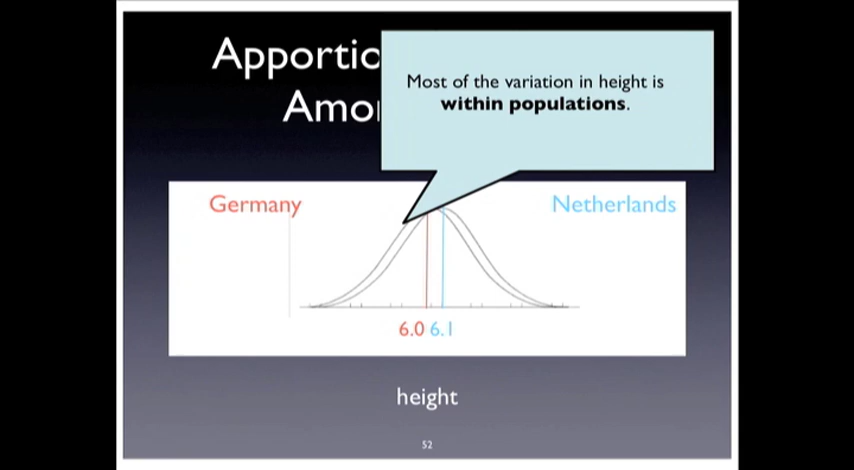 Apportio
Amo
Most of the variation in height is
within populations.
Germany
Netherlands
6.0 6.1
height
52